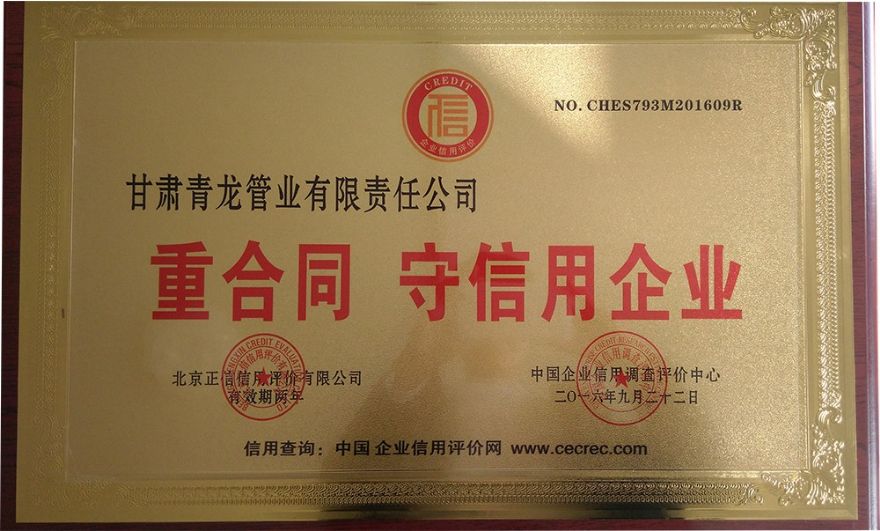 CREDIT
信
企业信用评价
NO. CHES793M201609R
甘肃青龙管业有限责任公司
重合同 守信用企业
北京正信信用评价有限公司
有效期两年
中国企业信用调查评价中心
二〇一六年九月二十二日
信用查询：中国企业信用评价网 www.cecrec.com